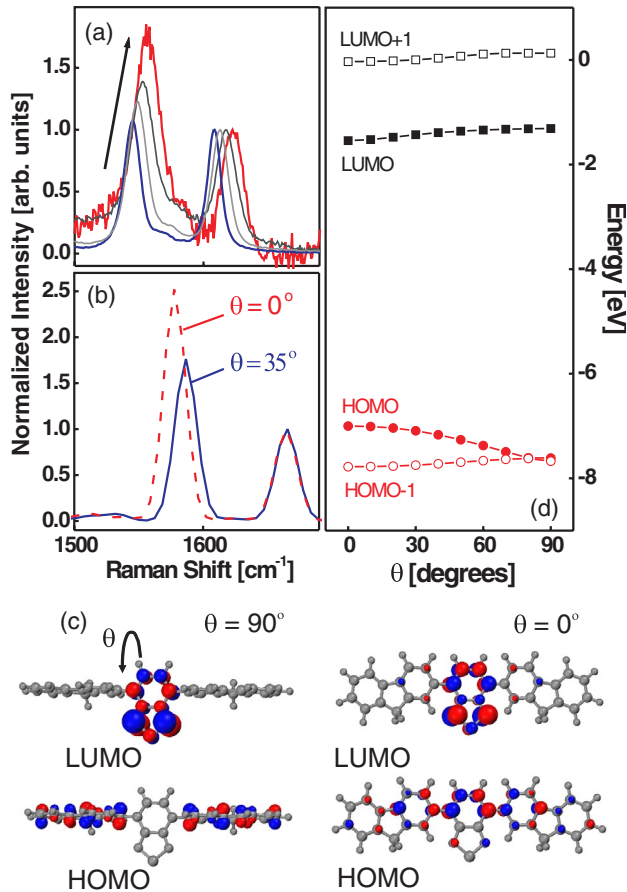 (a)
Normalized Intensity [arb. units]
1.5
1.0
0.5
0.0
(b)
θ = 0°
θ = 35°
2.5
2.0
1.5
1.0
0.5
0.0
1500
1600
Raman Shift [cm⁻¹]
LUMO+1
LUMO
HOMO
HOMO-1
(d)
0
-2
-4
-6
-8
Energy [eV]
0
30
60
90
θ [degrees]
(c)
θ
θ = 90°
θ = 0°
LUMO
LUMO
HOMO
HOMO